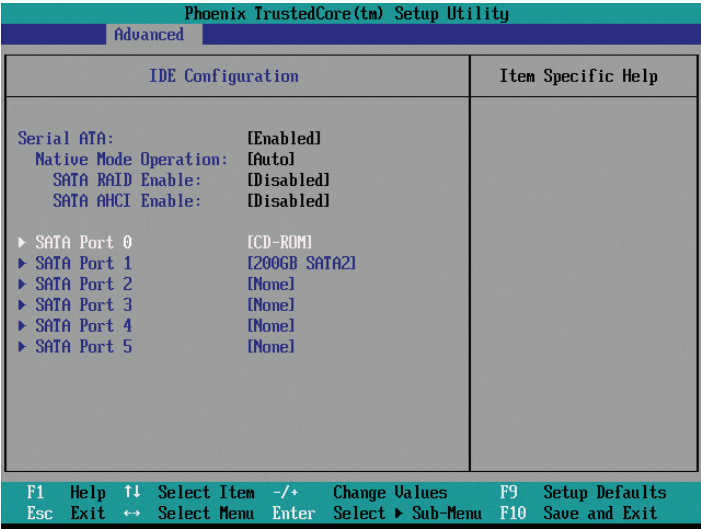 Phoenix TrustedCore(tm) Setup Utility
Advanced
IDE Configuration
Item Specific Help
Serial ATA: [Enabled]
Native Mode Operation: [Auto]
SATA RAID Enable: [Disabled]
SATA AHCI Enable: [Disabled]
▶ SATA Port 0 [CD-ROM]
▶ SATA Port 1 [200GB SATA2]
▶ SATA Port 2 [None]
▶ SATA Port 3 [None]
▶ SATA Port 4 [None]
▶ SATA Port 5 [None]
F1 Help ↑↓ Select Item -/+ Change Values F9 Setup Defaults
Esc Exit ↔ Select Menu Enter Select ▶ Sub-Menu F10 Save and Exit